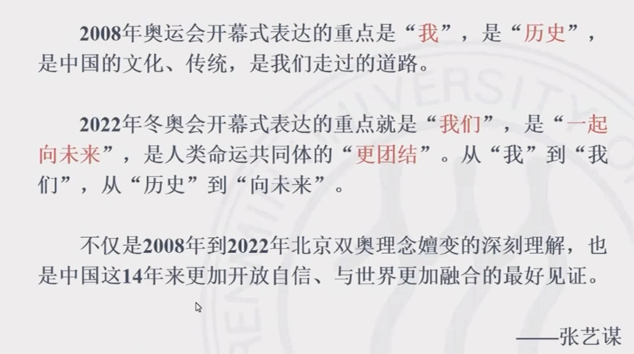 2008年奥运会开幕式表达的重点是“我”，是“历史”，
是中国的文化、传统，是我们走过的道路。
2022年冬奥会开幕式表达的重点就是“我们”，是“一起
向未来”，是人类命运共同体的“更团结”。从“我”到“我
们”，从“历史”到“向未来”。
不仅是2008年到2022年北京双奥理念嬗变的深刻理解，也
是中国这14年来更加开放自信、与世界更加融合的最好见证。
——张艺谋
RENMIN UNIVERSITY OF